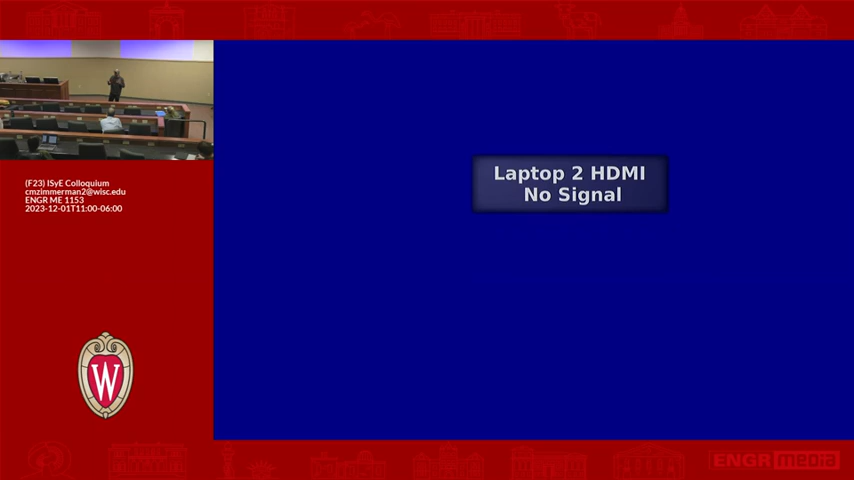 (F23) ISyE Colloquium
cmzimmerman2@wisc.edu
ENGR ME 1153
2023-12-01T11:00-06:00
Laptop 2 HDMI
No Signal
W
ENGR media